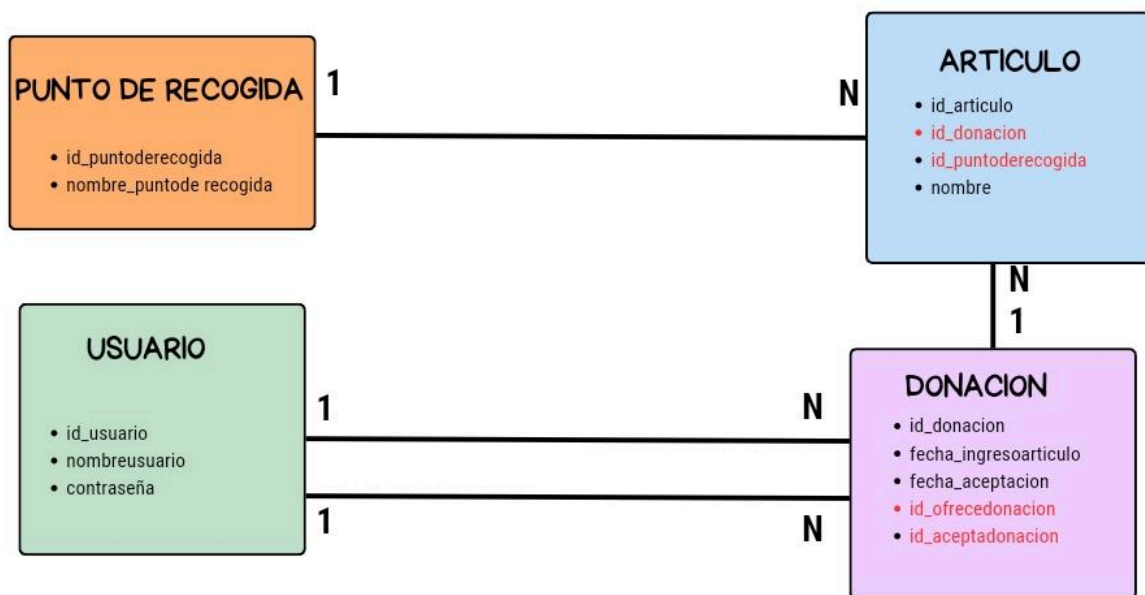 PUNTO DE RECOGIDA
id_puntoderecogida
nombre_puntode recogida
1
N
ARTICULO
id_articulo
id_donacion
id_puntoderecogida
nombre
N
1
USUARIO
id_usuario
nombreusuario
contraseña
1
N
1
N
DONACION
id_donacion
fecha_ingresoarticulo
fecha_aceptacion
id_ofrecedonacion
id_aceptadonacion